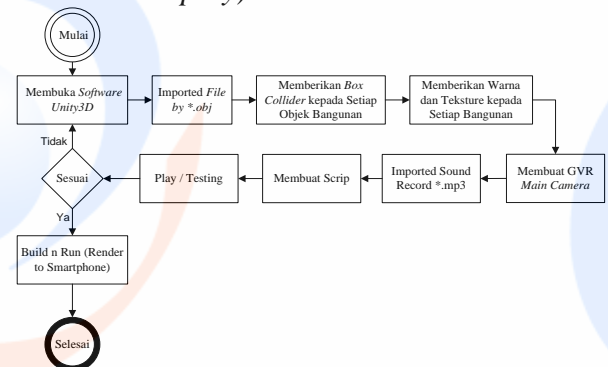 pany)
Mulai
Membuka Software
Unity3D
Imported File
by *.obj
Memberikan Box
Collider kepada Setiap
Objek Bangunan
Memberikan Warna
dan Teksture kepada
Setiap Bangunan
Membuat GVR
Main Camera
Imported Sound
Record *.mp3
Membuat Scrip
Play / Testing
Sesuai
Tidak
Ya
Build n Run (Render
to Smartphone)
Selesai